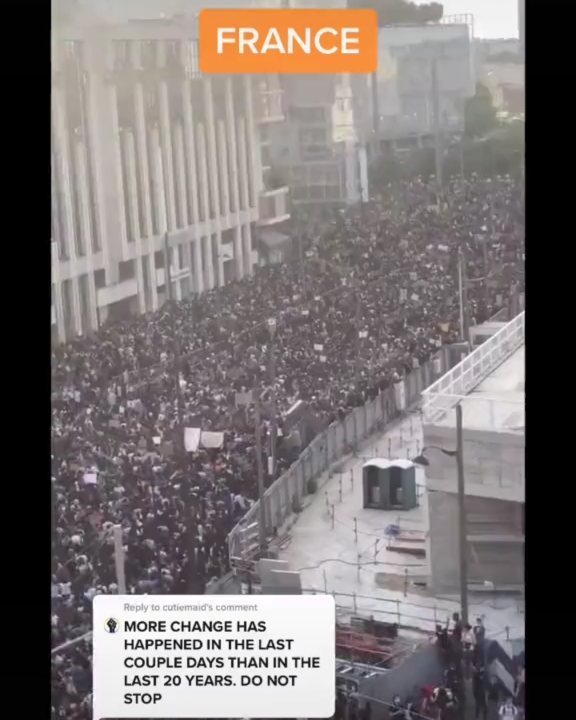 FRANCE
Reply to cutiemaid's comment
MORE CHANGE HAS
HAPPENED IN THE LAST
COUPLE DAYS THAN IN THE
LAST 20 YEARS. DO NOT
STOP